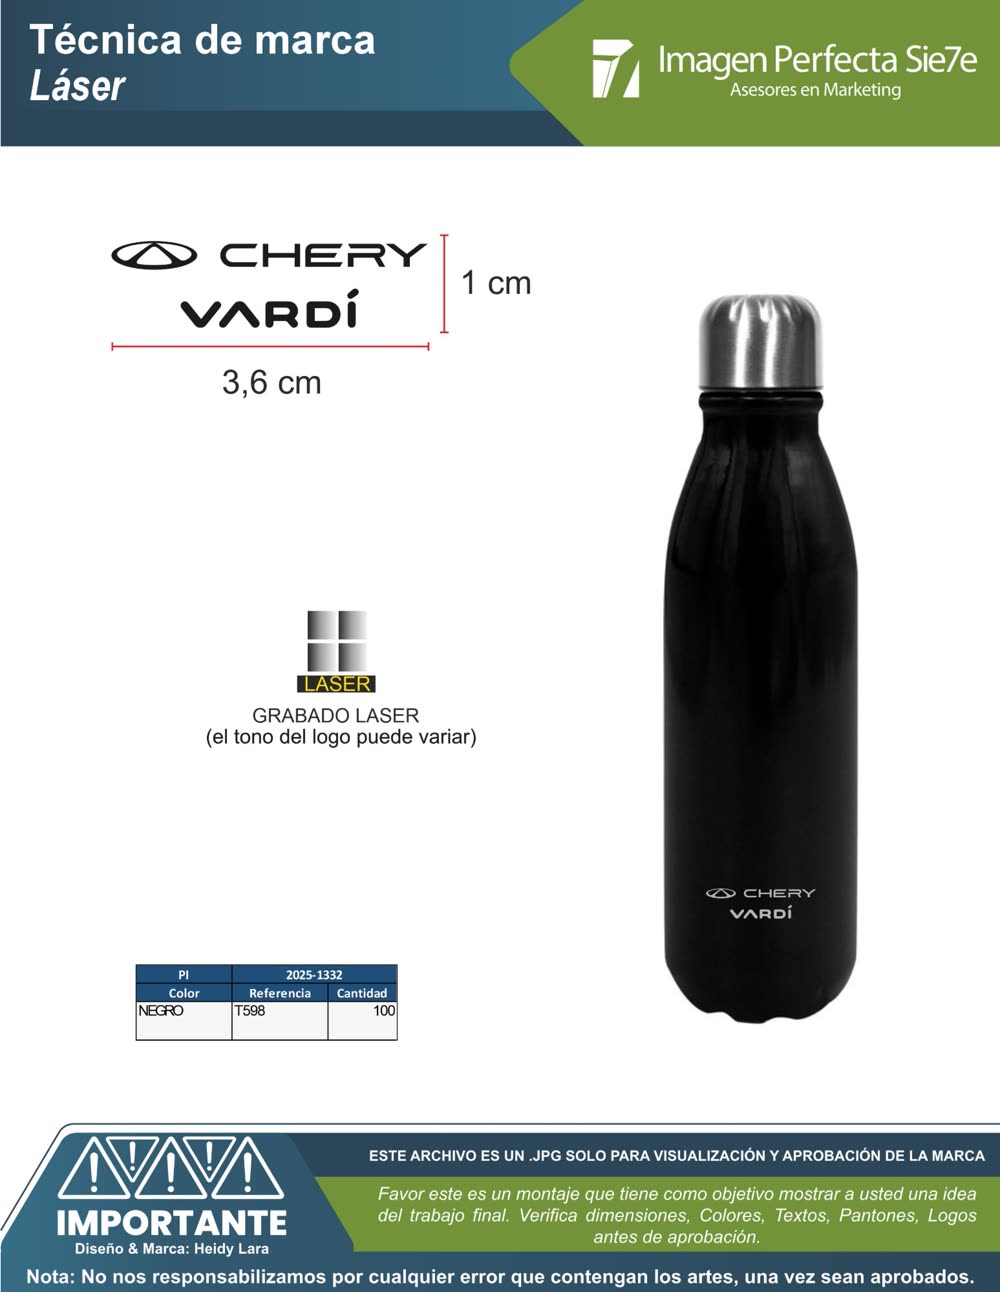 Técnica de marca
Láser
Imagen Perfecta Sie7e
Asesores en Marketing
CHERY
VARDÍ
1 cm
3,6 cm
LASER
GRABADO LASER
(el tono del logo puede variar)
CHERY
VARDÍ
PI 2025-1332
Color Referencia Cantidad
NEGRO T598 100
IMPORTANTE
Diseño & Marca: Heidy Lara
ESTE ARCHIVO ES UN .JPG SOLO PARA VISUALIZACIÓN Y APROBACIÓN DE LA MARCA
Favor este es un montaje que tiene como objetivo mostrar a usted una idea
del trabajo final. Verifica dimensiones, Colores, Textos, Pantones, Logos
antes de aprobación.
Nota: No nos responsabilizamos por cualquier error que contengan los artes, una vez sean aprobados.